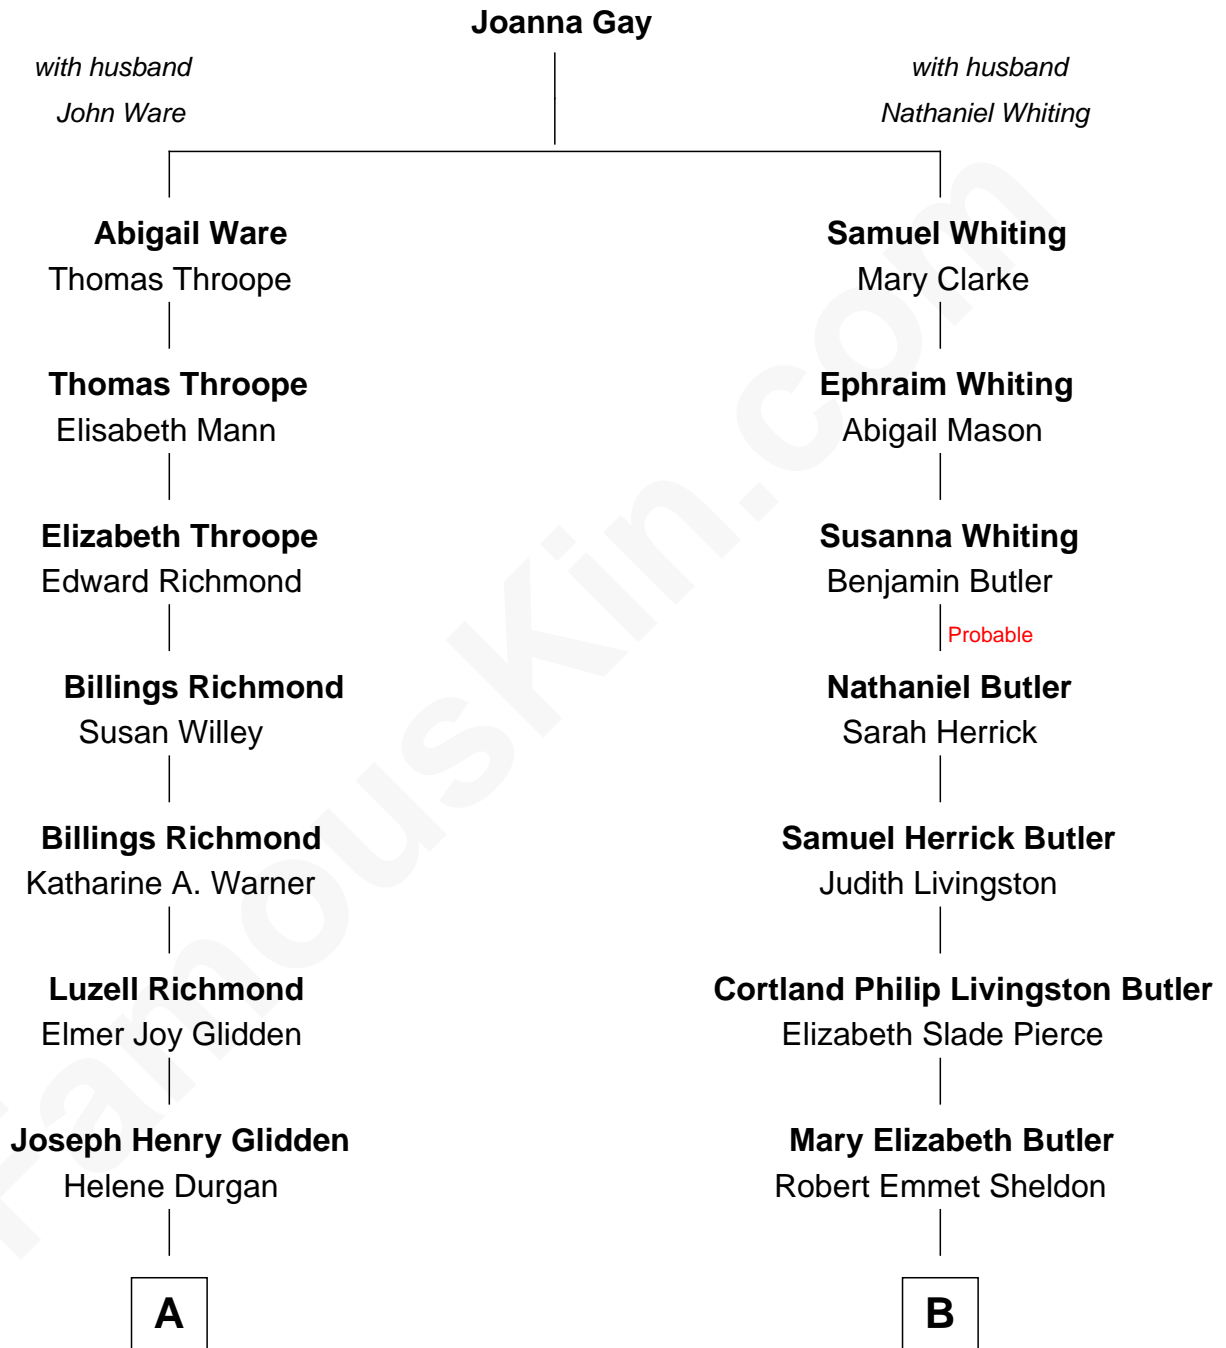 Joanna Gay
with husband
John Ware
with husband
Nathaniel Whiting
Abigail Ware
Thomas Throope
Samuel Whiting
Mary Clarke
Thomas Throope
Elisabeth Mann
Ephraim Whiting
Abigail Mason
Elizabeth Throope
Edward Richmond
Susanna Whiting
Benjamin Butler
Probable
Billings Richmond
Susan Willey
Nathaniel Butler
Sarah Herrick
Billings Richmond
Katharine A. Warner
Samuel Herrick Butler
Judith Livingston
Luzell Richmond
Elmer Joy Glidden
Cortland Philip Livingston Butler
Elizabeth Slade Pierce
Joseph Henry Glidden
Helene Durgan
Mary Elizabeth Butler
Robert Emmet Sheldon
A
B
FamousKin.com